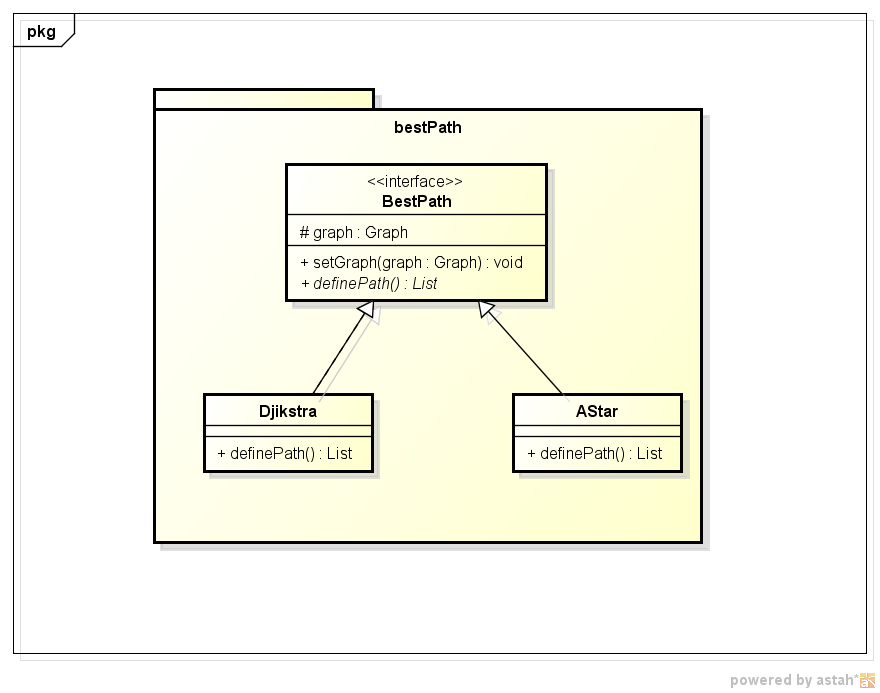 pkg
bestPath
<<interface>>
BestPath
# graph : Graph
+ setGraph(graph : Graph) : void
+ definePath() : List
Djikstra
+ definePath() : List
AStar
+ definePath() : List
powered by astah*